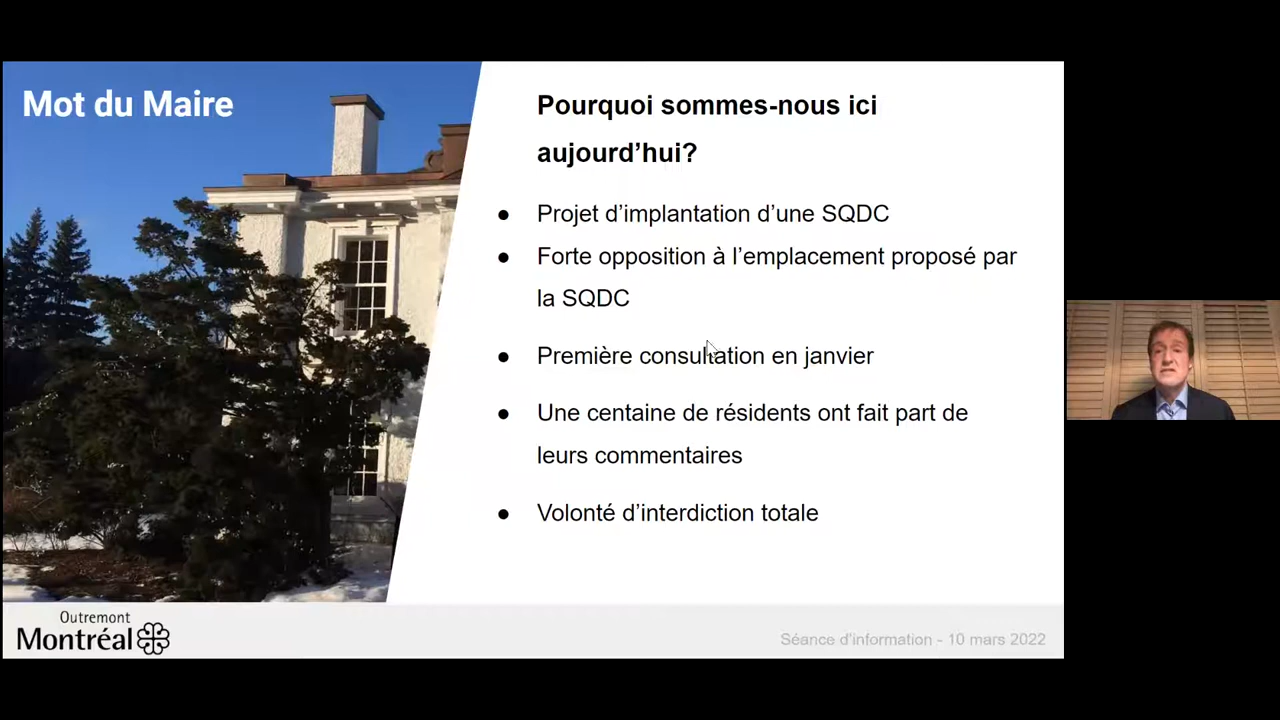 Mot du Maire
Pourquoi sommes-nous ici
aujourd’hui?
● Projet d’implantation d’une SQDC
● Forte opposition à l’emplacement proposé par
la SQDC
● Première consultation en janvier
● Une centaine de résidents ont fait part de
leurs commentaires
● Volonté d’interdiction totale
Outremont
Montréal
Séance d’information - 10 mars 2022